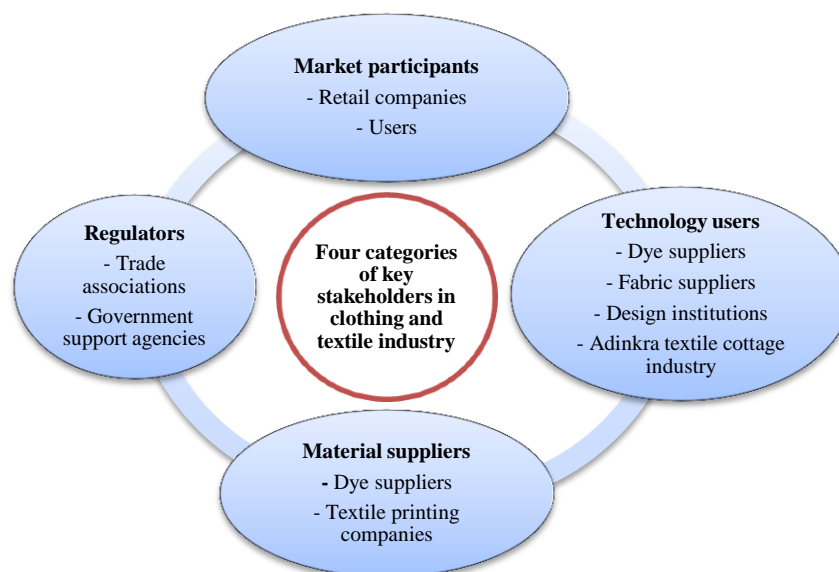 Market participants
- Retail companies
- Users
Technology users
- Dye suppliers
- Fabric suppliers
- Design institutions
- Adinkra textile cottage
industry
Material suppliers
- Dye suppliers
- Textile printing
companies
Regulators
- Trade
associations
- Government
support agencies
Four categories
of key
stakeholders in
clothing and
textile industry